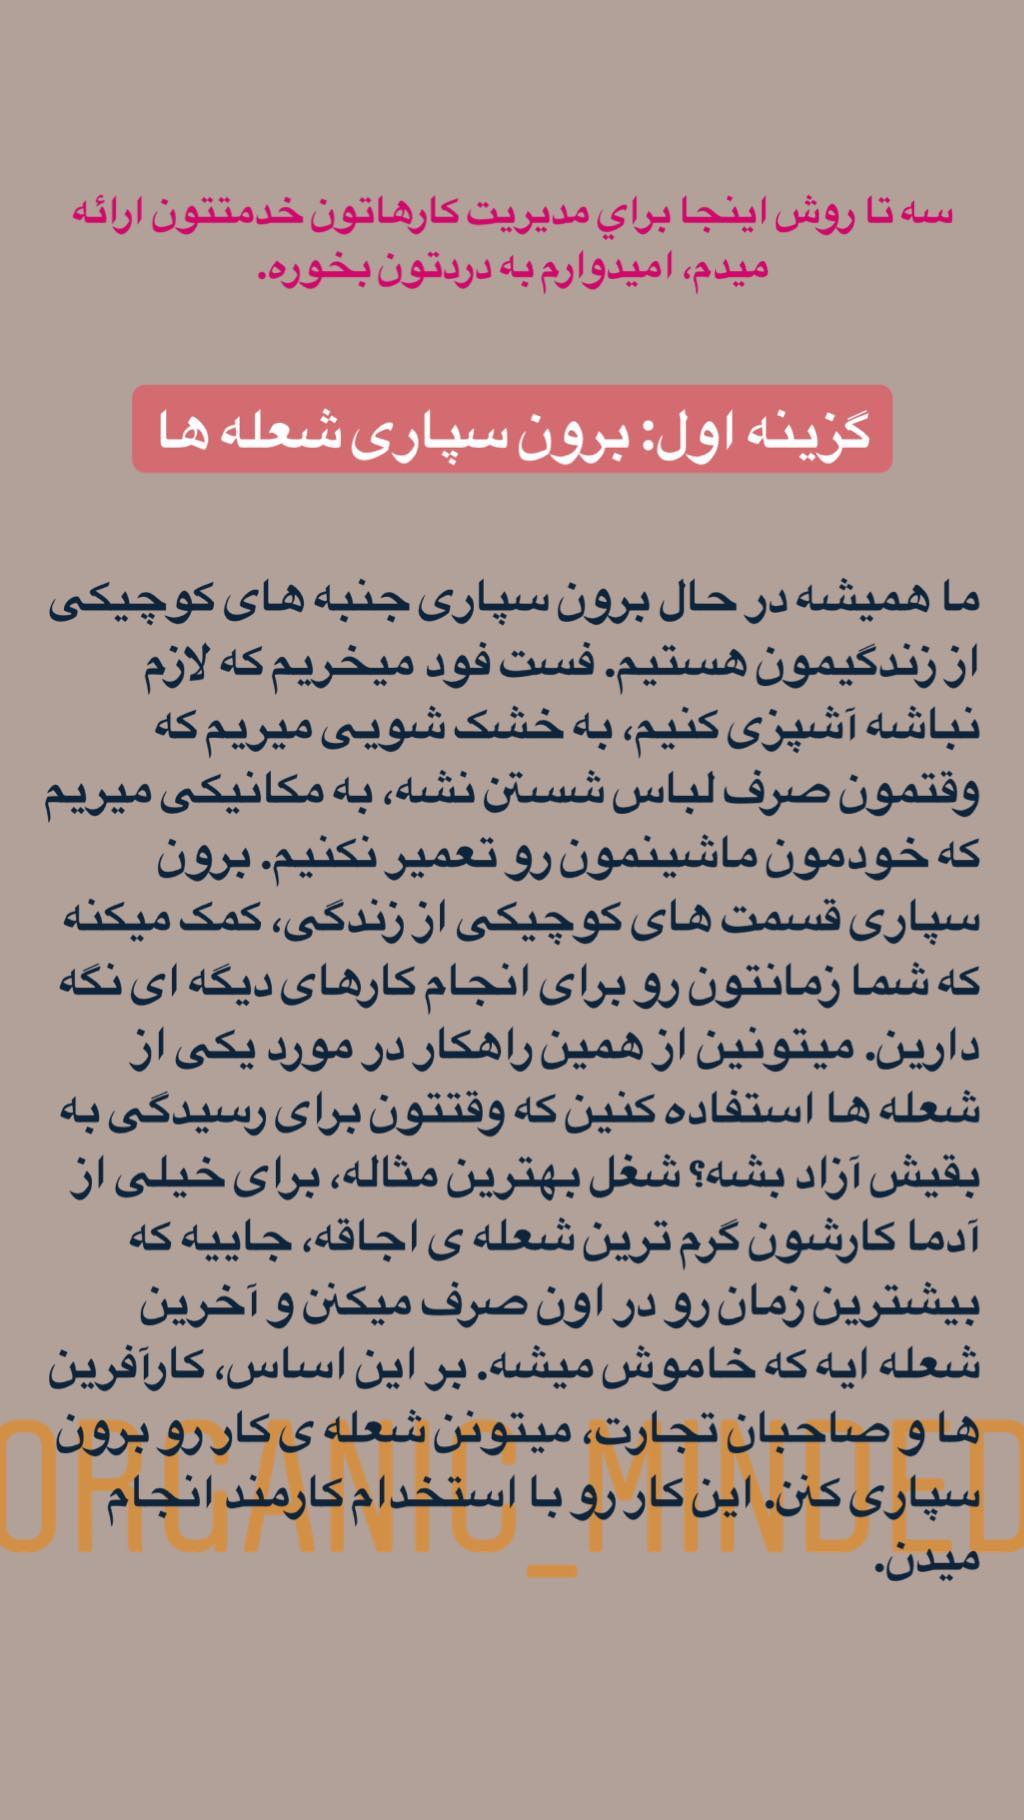 سه تا روش اینجا براي مدیریت کارهاتون خدمتتون ارائه
میدم، امیدوارم به دردتون بخوره.
گزینه اول: برون سپاری شعله ها
ما همیشه در حال برون سپاری جنبه های کوچیکی
از زندگیمون هستیم. فست فود میخریم که لازم
نباشه آشپزی کنیم، به خشک شویی میریم که
وقتمون صرف لباس شستن نشه، به مکانیکی میریم
که خودمون ماشینمون رو تعمیر نکنیم. برون
سپاری قسمت های کوچیکی از زندگی، کمک میکنه
که شما زمانتون رو برای انجام کارهای دیگه ای نگه
دارین. میتونین از همین راهکار در مورد یکی از
شعله ها استفاده کنین که وقتتون برای رسیدگی به
بقیش آزاد بشه؟ شغل بهترین مثاله، برای خیلی از
آدما کارشون گرم ترین شعله ی اجاقه، جاییه که
بیشترین زمان رو در اون صرف میکنن و آخرین
شعله ایه که خاموش میشه. بر این اساس، کارآفرین
ها و صاحبان تجارت، میتونن شعله ی کار رو برون
سپاری کنن. این کار رو با استخدام کارمند انجام
میدن.
ORGANIC_MINDED